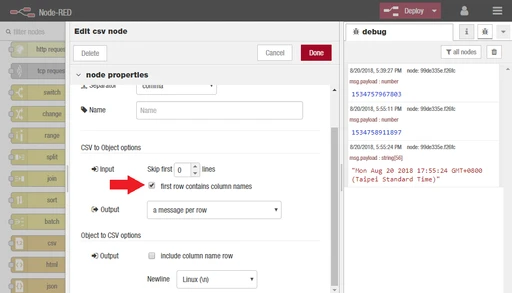 Node-RED
Deploy
filter nodes
http request
tcp request
switch
change
range
split
join
sort
batch
csv
html
json
Edit csv node
Delete
Cancel
Done
node properties
Separator
comma
Name
Name
CSV to Object options
Input
Skip first 0 lines
first row contains column names
Output
a message per row
Object to CSV options
Output
include column name row
Newline
Linux (\n)
debug
i
all nodes
8/20/2018, 5:39:27 PM node: 99de335e.f26fc
msg.payload : number
1534757967803
8/20/2018, 5:55:11 PM node: 99de335e.f26fc
msg.payload : number
1534758911897
8/20/2018, 5:55:24 PM node: 99de335e.f26fc
msg.payload : string[56]
"Mon Aug 20 2018 17:55:24 GMT+0800
(Taipei Standard Time)"